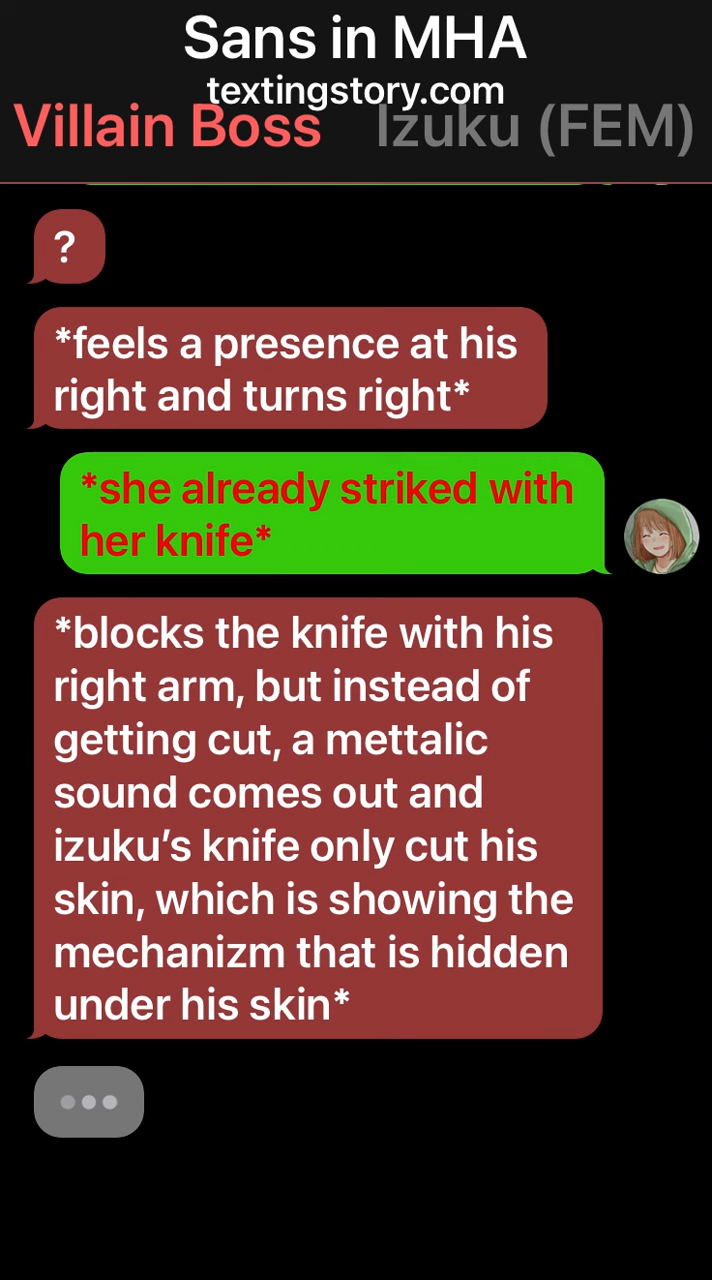 Sans in MHA
textingstory.com
Villain Boss Izuku (FEM)
?
*feels a presence at his
right and turns right*
*she already striked with
her knife*
*blocks the knife with his
right arm, but instead of
getting cut, a mettalic
sound comes out and
izuku’s knife only cut his
skin, which is showing the
mechanizm that is hidden
under his skin*